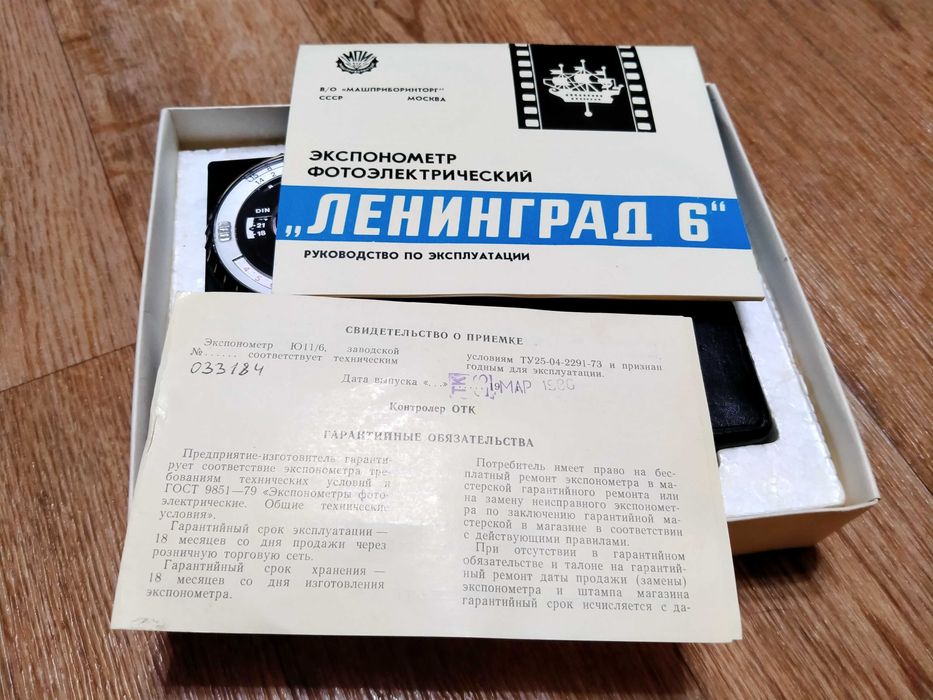 МПИ
В/О «МАШПРИБОРИНТОРГ"
СССР МОСКВА
ЭКСПОНОМЕТР
ФОТОЭЛЕКТРИЧЕСКИЙ
„ЛЕНИНГРАД 6"
РУКОВОДСТВО ПО ЭКСПЛУАТАЦИИ
DIN
21
18
СВИДЕТЕЛЬСТВО О ПРИЕМКЕ
Экспонометр Ю11/6, заводской
№...... соответствует техническим
033184
условиям ТУ25-04-2291-73 и признан
годным для эксплуатации.
Дата выпуска «...» 19 МАР
Контролер ОТК
ГАРАНТИЙНЫЕ ОБЯЗАТЕЛЬСТВА
Предприятие-изготовитель гаранти-
рует соответствие экспонометра тре-
бованиям технических условий и
ГОСТ 9851—79 «Экспонометры фото-
электрические. Общие технические
условия».
Гарантийный срок эксплуатации —
18 месяцев со дня продажи через
розничную торговую сеть.
Гарантийный срок хранения —
18 месяцев со дня изготовления
экспонометра.
Потребитель имеет право на бес-
платный ремонт экспонометра в ма-
стерской гарантийного ремонта или
на замену неисправного экспономет-
ра по заключению гарантийной ма-
стерской в магазине в соответствии
с действующими правилами.
При отсутствии в гарантийном
обязательстве и талоне на гарантий-
ный ремонт даты продажи (замены)
экспонометра и штампа магазина
гарантийный срок исчисляется с да-